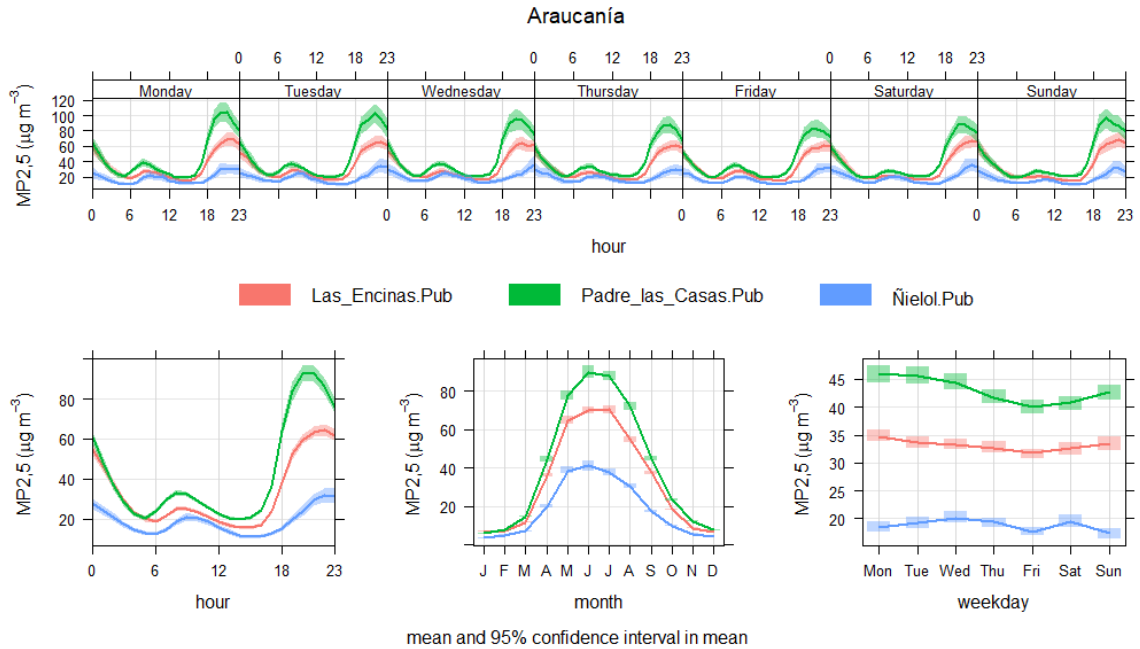 Araucanía
0 6 12 18 23 0 6 12 18 23 0 6 12 18 23
Monday Tuesday Wednesday Thursday Friday Saturday Sunday
MP2,5 (µg m⁻³)
120
100
80
60
40
20
0 6 12 18 23 0 6 12 18 23 0 6 12 18 23 0 6 12 18 23
hour
Las_Encinas.Pub Padre_las_Casas.Pub Ñielol.Pub
MP2,5 (µg m⁻³)
80
60
40
20
0 6 12 18 23
hour
MP2,5 (µg m⁻³)
80
60
40
20
J F M A M J J A S O N D
month
MP2,5 (µg m⁻³)
45
40
35
30
25
20
Mon Tue Wed Thu Fri Sat Sun
weekday
mean and 95% confidence interval in mean